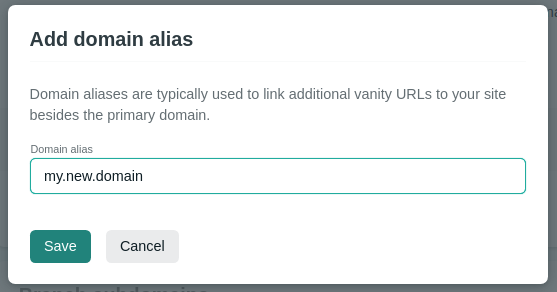 Add domain alias
Domain aliases are typically used to link additional vanity URLs to your site
besides the primary domain.
Domain alias
my.new.domain
Save
Cancel